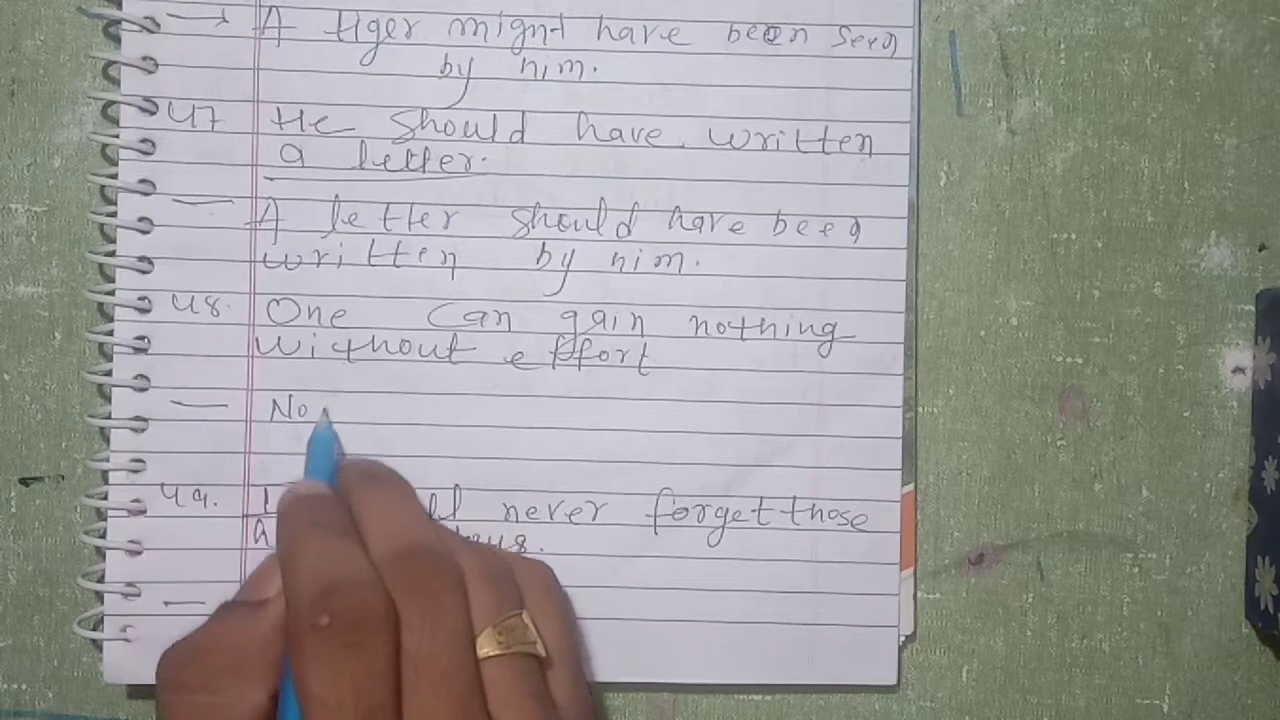 → A tiger might have been seen
by him.
47 He should have written
a letter.
— A letter should have been
written by him.
48. One can gain nothing
without effort
— No
49. I never forget those
—